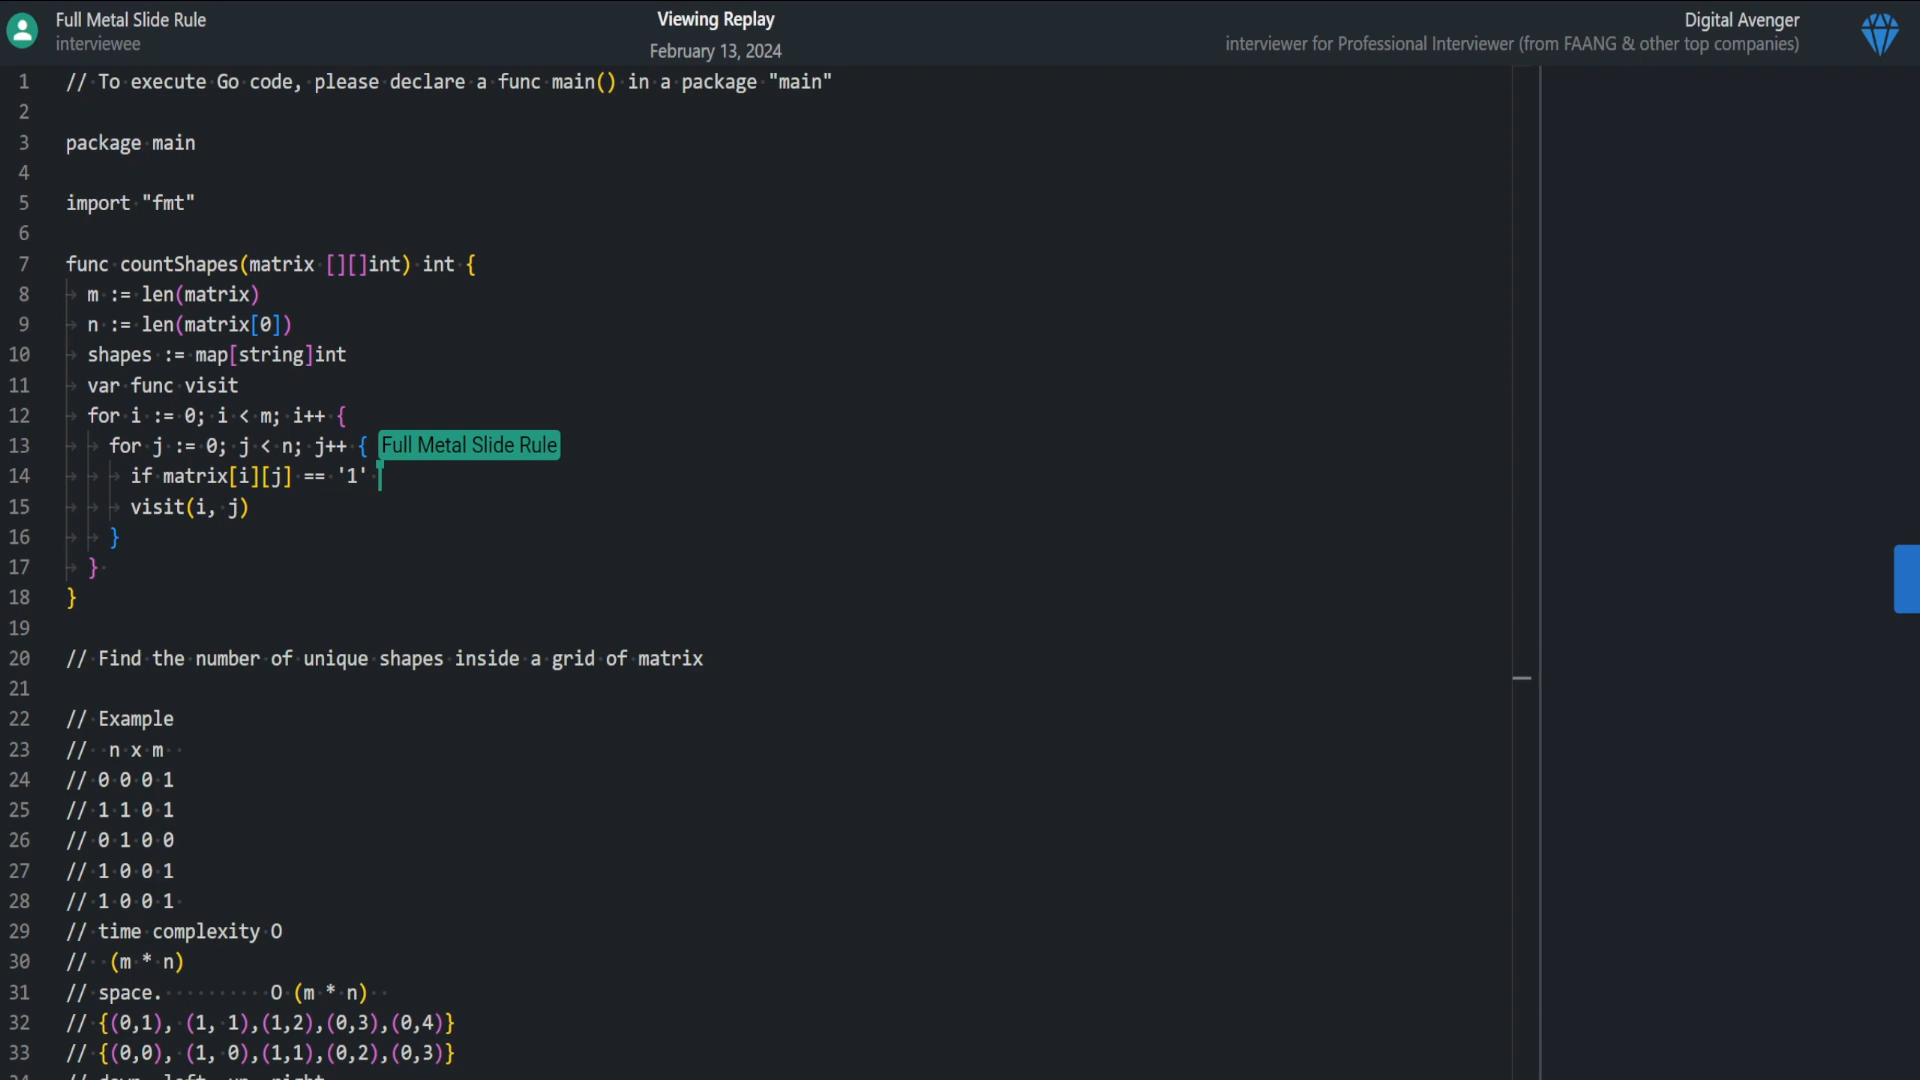 Full Metal Slide Rule
interviewee
Viewing Replay
February 13, 2024
Digital Avenger
interviewer for Professional Interviewer (from FAANG & other top companies)
1 // To execute Go code, please declare a func main() in a package "main"
2
3 package main
4
5 import "fmt"
6
7 func countShapes(matrix [][]int) int {
8 m := len(matrix)
9 n := len(matrix[0])
10 shapes := map[string]int
11 var func visit
12 for i := 0; i < m; i++ {
13 for j := 0; j < n; j++ { Full Metal Slide Rule
14 if matrix[i][j] == '1'
15 visit(i, j)
16 }
17 }
18 }
19
20 // Find the number of unique shapes inside a grid of matrix
21
22 // Example
23 // n x m
24 // 0 0 0 1
25 // 1 1 0 1
26 // 0 1 0 0
27 // 1 0 0 1
28 // 1 0 0 1
29 // time complexity O
30 // (m * n)
31 // space. O (m * n)
32 // {(0,1), (1, 1),(1,2),(0,3),(0,4)}
33 // {(0,0), (1, 0),(1,1),(0,2),(0,3)}